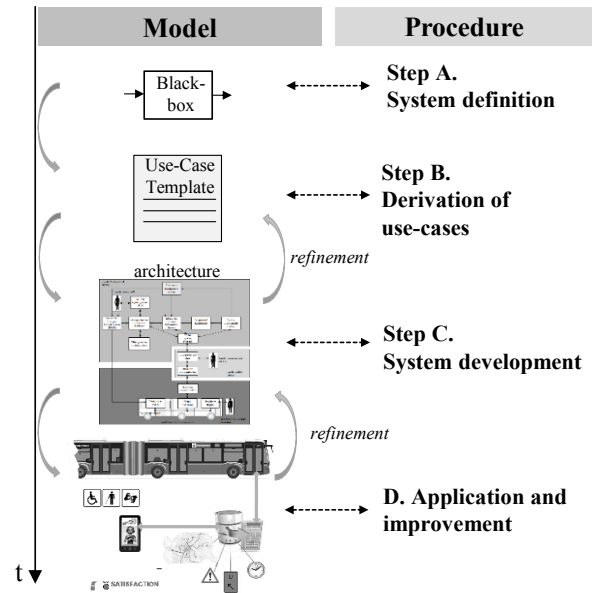 Model
Procedure
Black-
box
Step A.
System definition
Use-Case
Template
Step B.
Derivation of
use-cases
refinement
architecture
Step C.
System development
refinement
D. Application and
improvement
t
SATISFACTION